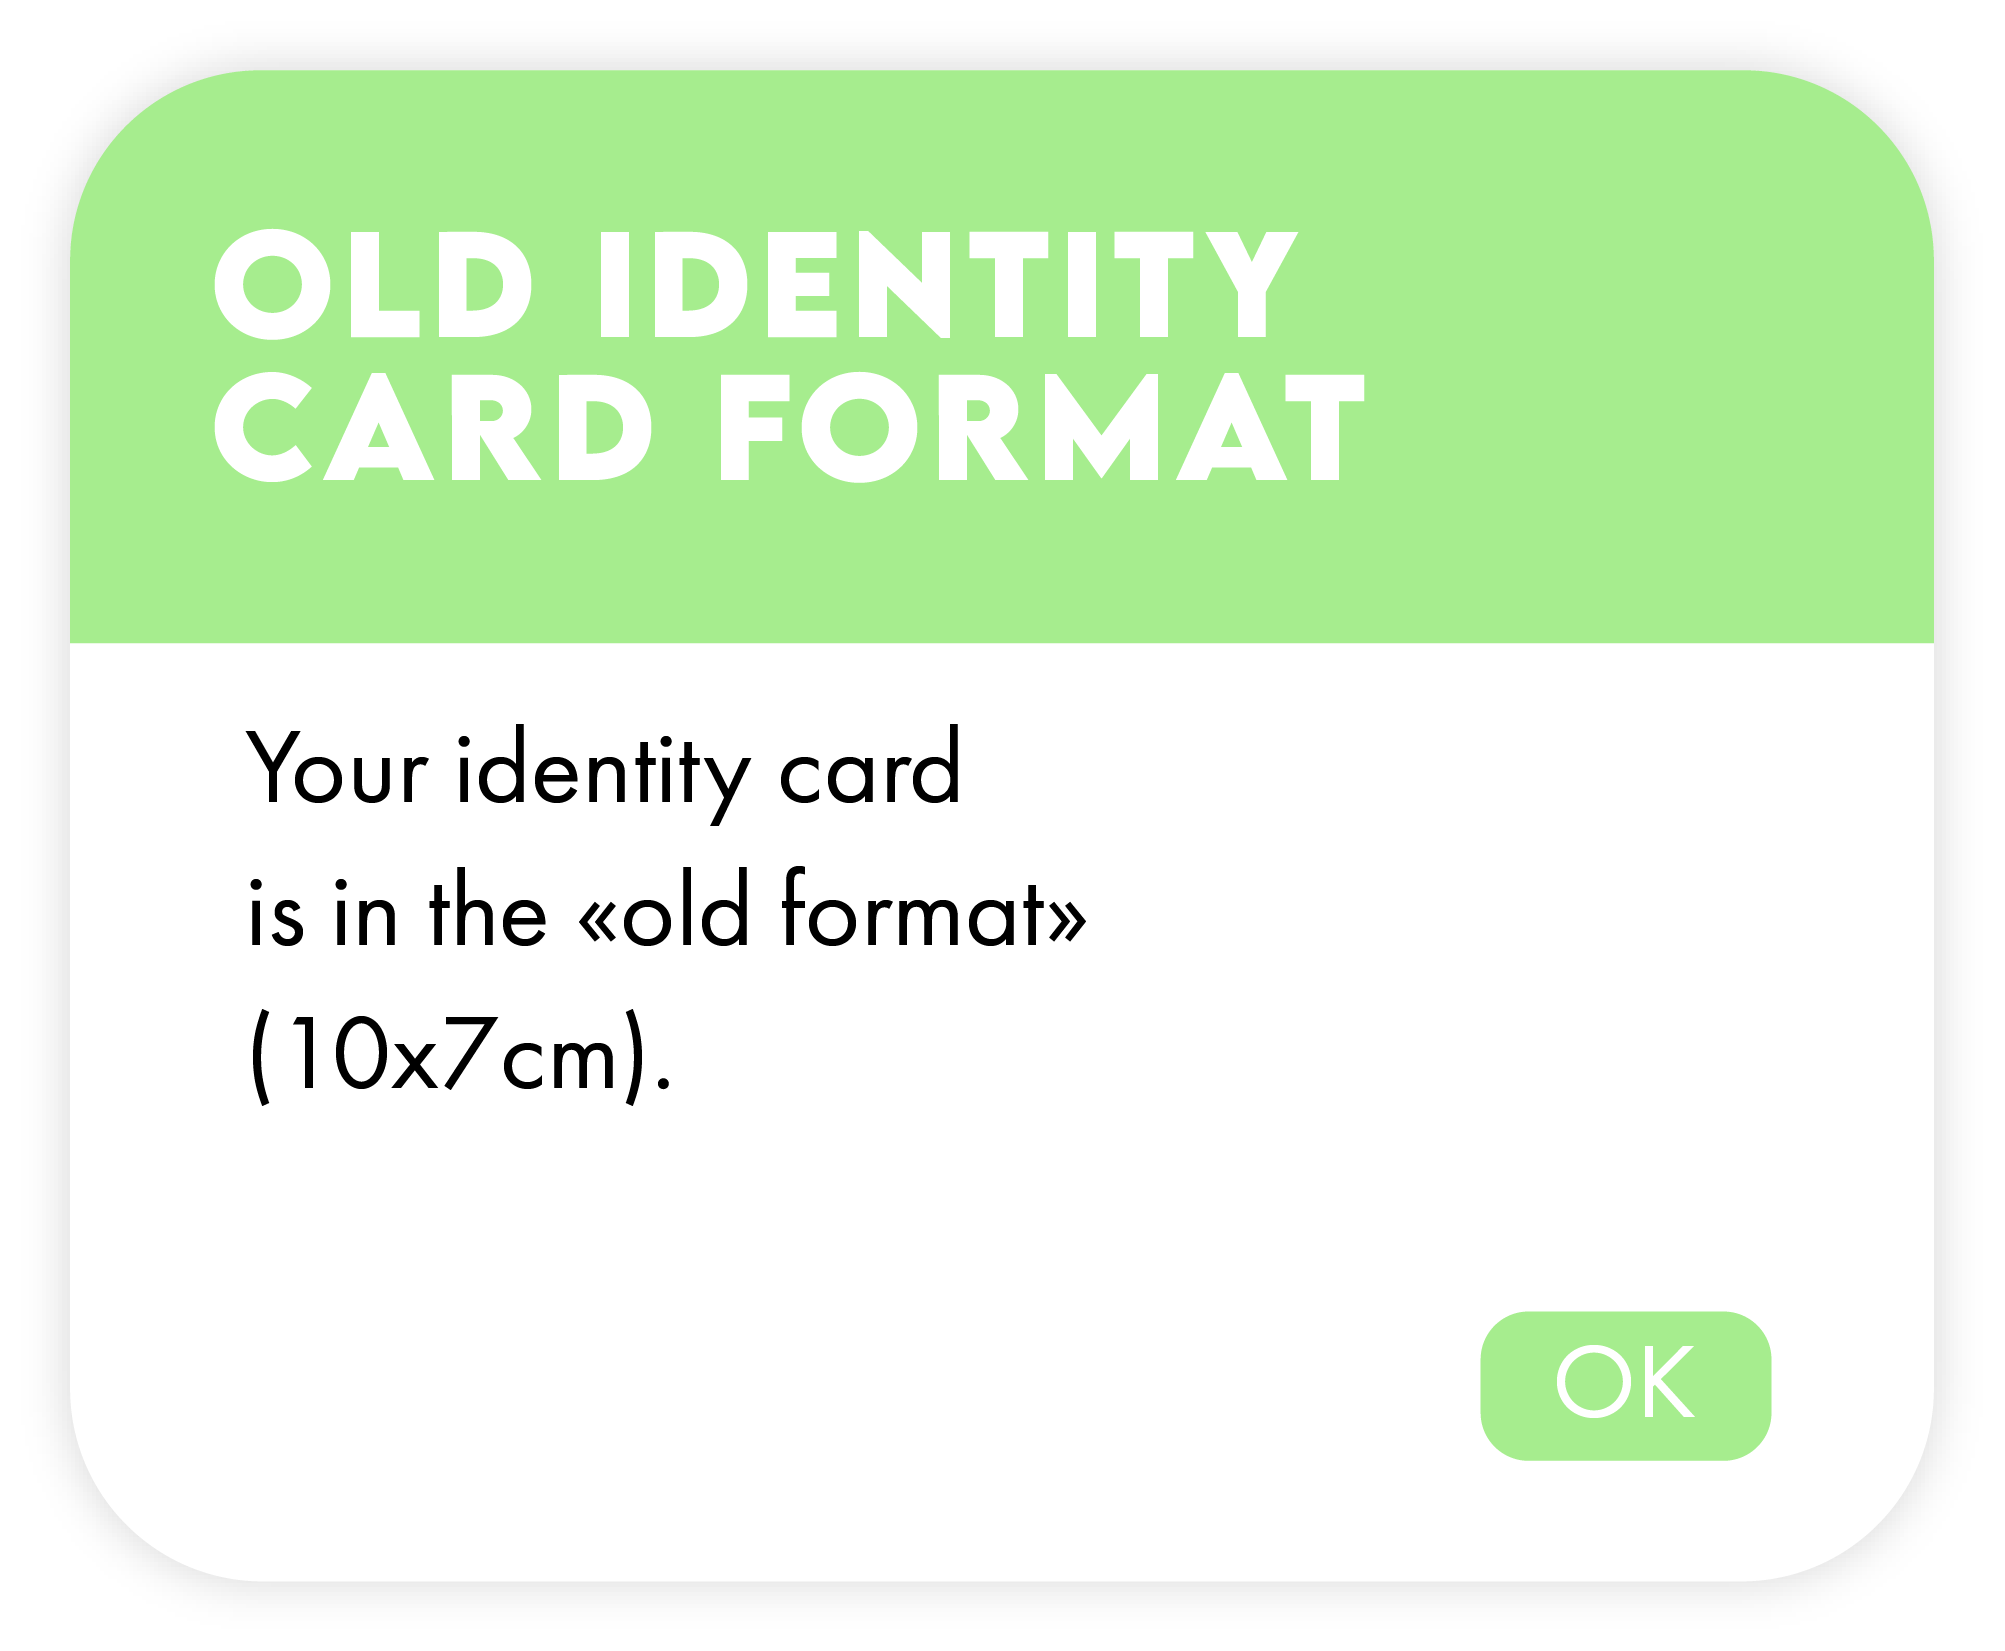 OLD IDENTITY
CARD FORMAT
Your identity card
is in the «old format»
(10x7cm).
OK